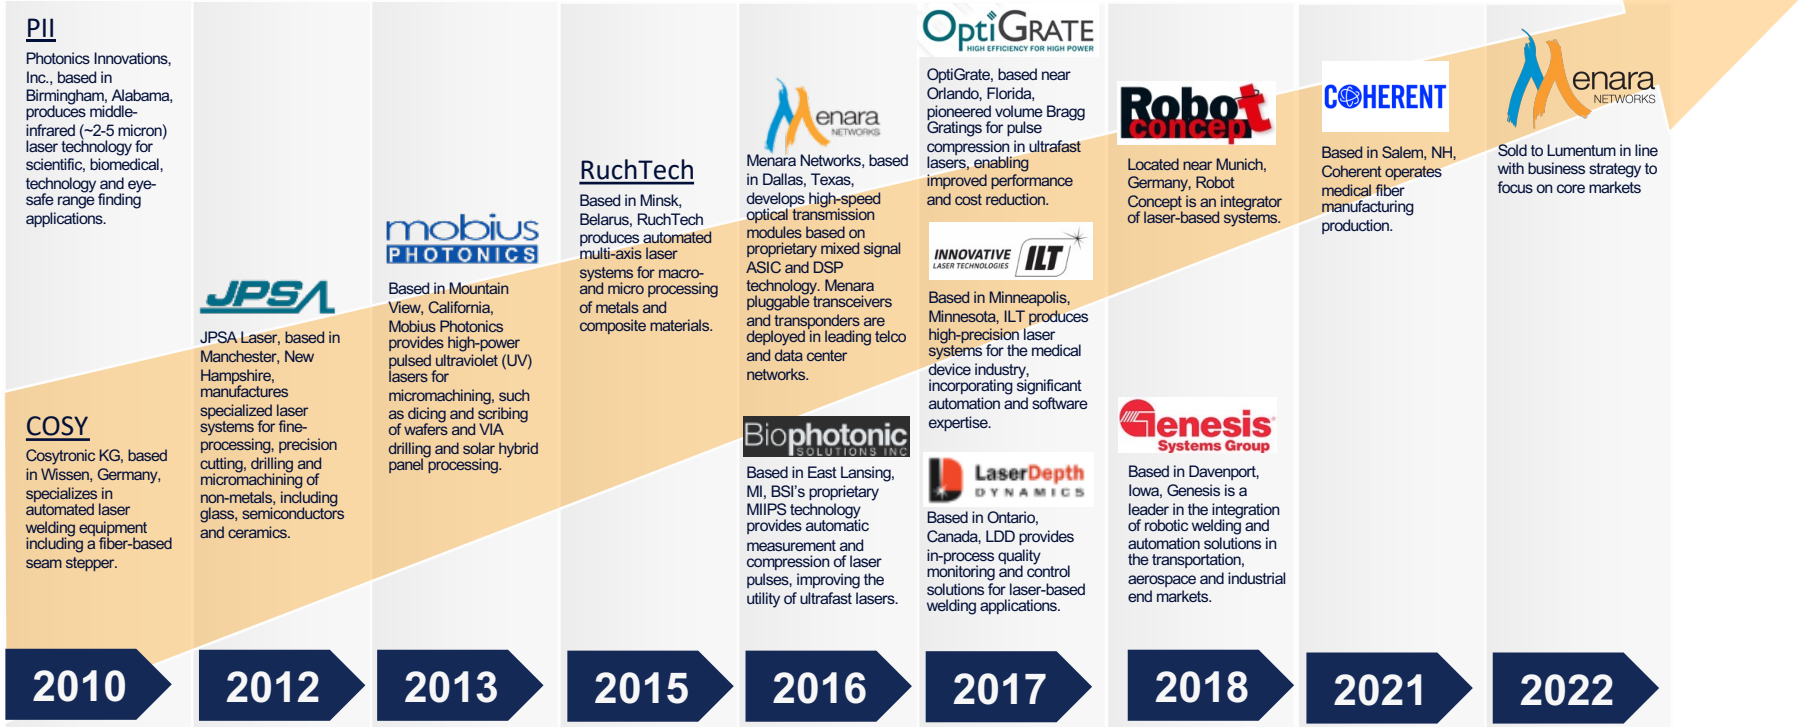 PII
Photonics Innovations,
Inc., based in
Birmingham, Alabama,
produces middle-
infrared (~2-5 micron)
laser technology for
scientific, biomedical,
technology and eye-
safe range finding
applications.
COSY
Cosytronic KG, based
in Wissen, Germany,
specializes in
automated laser
welding equipment
including a fiber-based
seam stepper.
2010
JPSA
JPSA Laser, based in
Manchester, New
Hampshire,
manufactures
specialized laser
systems for fine-
processing, precision
cutting, drilling and
micromachining of
non-metals, including
glass, semiconductors
and ceramics.
2012
mobius
PHOTONICS
Based in Mountain
View, California,
Mobius Photonics
provides high-power
pulsed ultraviolet (UV)
lasers for
micromachining, such
as dicing and scribing
of wafers and VIA
drilling and solar hybrid
panel processing.
2013
RuchTech
Based in Minsk,
Belarus, RuchTech
produces automated
multi-axis laser
systems for macro-
and micro processing
of metals and
composite materials.
2015
Menara
NETWORKS
Menara Networks, based
in Dallas, Texas,
develops high-speed
optical transmission
modules based on
proprietary mixed signal
ASIC and DSP
technology. Menara
pluggable transceivers
and transponders are
deployed in leading telco
and data center
networks.
Biophotonic
SOLUTIONS INC
Based in East Lansing,
MI, BSI's proprietary
MIIPS technology
provides automatic
measurement and
compression of laser
pulses, improving the
utility of ultrafast lasers.
2016
OptiGRATE
HIGH EFFICIENCY FOR HIGH POWER
OptiGrate, based near
Orlando, Florida,
pioneered volume Bragg
Gratings for pulse
compression in ultrafast
lasers, enabling
improved performance
and cost reduction.
INNOVATIVE
LASER TECHNOLOGIES
ILT
Based in Minneapolis,
Minnesota, ILT produces
high-precision laser
systems for the medical
device industry,
incorporating significant
automation and software
expertise.
LaserDepth
DYNAMICS
Based in Ontario,
Canada, LDD provides
in-process quality
monitoring and control
solutions for laser-based
welding applications.
2017
Robot
concept
Located near Munich,
Germany, Robot
Concept is an integrator
of laser-based systems.
Genesis
Systems Group
Based in Davenport,
Iowa, Genesis is a
leader in the integration
of robotic welding and
automation solutions in
the transportation,
aerospace and industrial
end markets.
2018
COHERENT
Based in Salem, NH,
Coherent operates
medical fiber
manufacturing
production.
2021
Menara
NETWORKS
Sold to Lumentum in line
with business strategy to
focus on core markets
2022